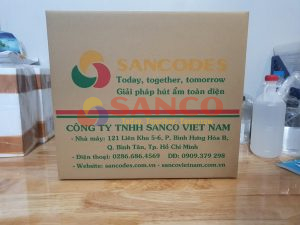 SANCODES
Today, together, tomorrow
Giải pháp hút ẩm toàn diện
SANCO
CÔNG TY TNHH SANCO VIET NAM
- Nhà máy: 121 Liên Khu 5-6, P. Bình Hưng Hòa B,
Q. Bình Tân, Tp. Hồ Chí Minh
- Điện thoại: 0286.686.4569 DĐ: 0909.379 298
- Website: sancodes.com.vn - sancovietnam.com.vn